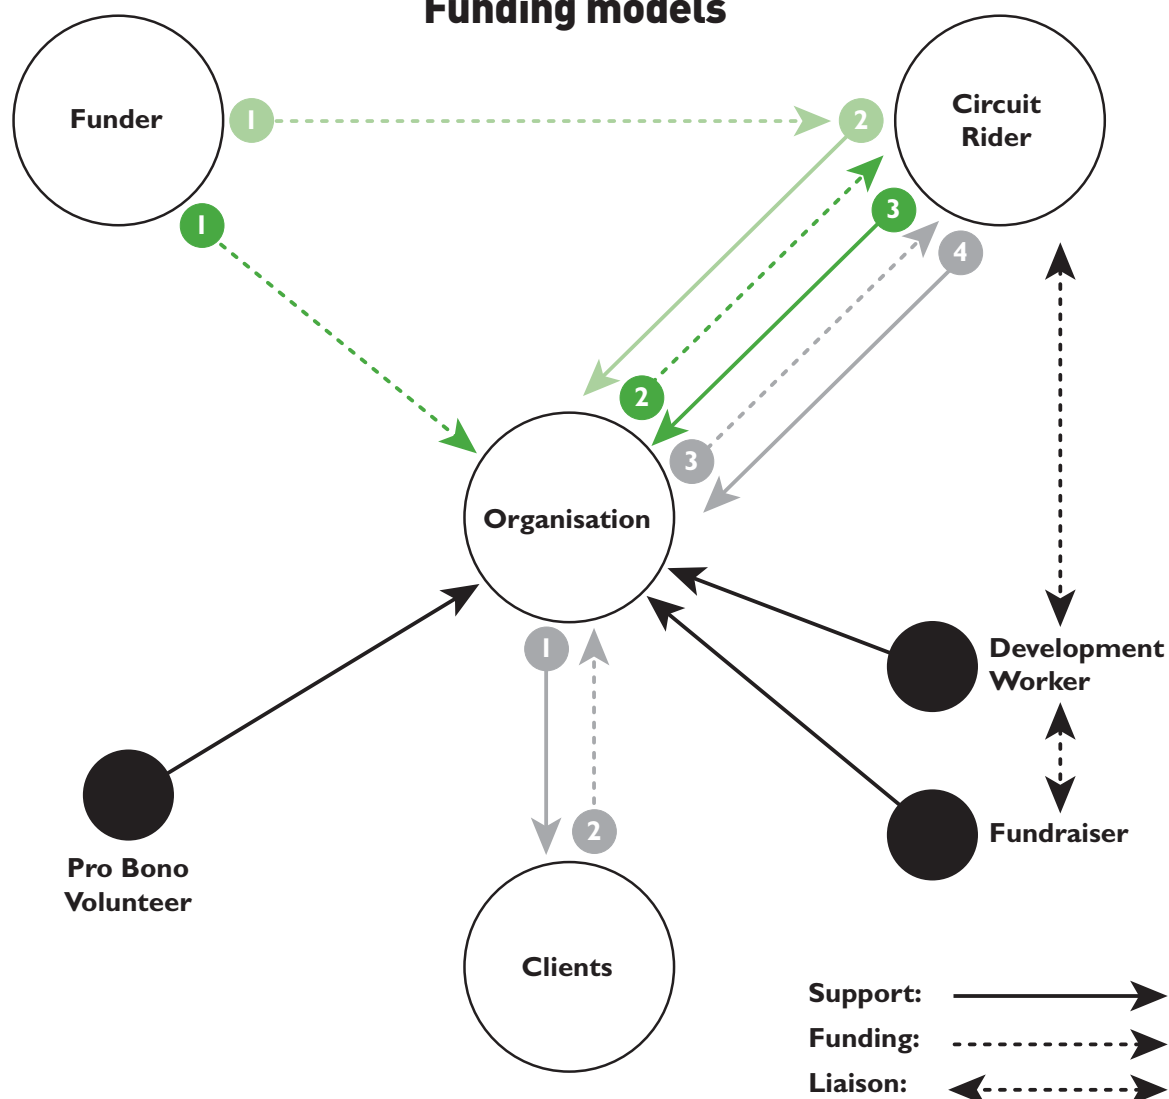 Funding models
Funder
1
2
Circuit
Rider
1
3
4
2
3
Organisation
1
Development
Worker
2
Fundraiser
Pro Bono
Volunteer
Clients
Support:
Funding:
Liaison: